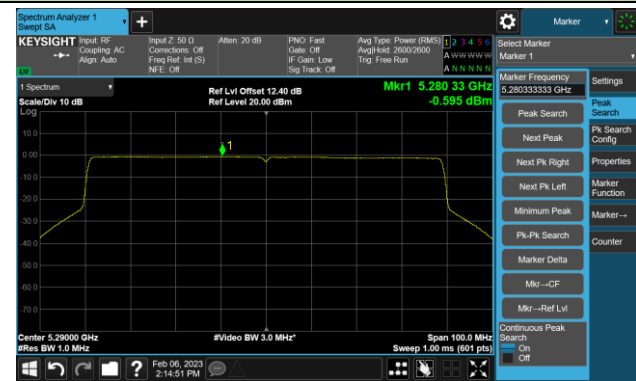 Spectrum Analyzer 1
Swept SA
+
Marker
KEYSIGHT
Input: RF
Coupling: AC
Align: Auto
Input Z: 50 Ω
Corrections: Off
Freq Ref: Int (S)
NFE: Off
Atten: 20 dB
PNO: Fast
Gate: Off
IF Gain: Low
Sig Track: Off
Avg Type: Power (RMS)
Avg|Hold: 2600/2600
Trig: Free Run
1 2 3 4 5 6
A W W W W W
A N N N N N
Select Marker
Marker 1
1 Spectrum
Scale/Div 10 dB
Log
Ref Lvl Offset 12.40 dB
Ref Level 20.00 dBm
Mkr1 5.280 33 GHz
-0.595 dBm
10.0
0.00
-10.0
-20.0
-30.0
-40.0
-50.0
-60.0
-70.0
1
Center 5.29000 GHz
#Res BW 1.0 MHz
#Video BW 3.0 MHz*
Span 100.0 MHz
Sweep 1.00 ms (601 pts)
Marker Frequency
5.280333333 GHz
Peak Search
Next Peak
Next Pk Right
Next Pk Left
Minimum Peak
Pk-Pk Search
Marker Delta
Mkr→CF
Mkr→Ref Lvl
Continuous Peak
Search
On
Off
Settings
Peak
Search
Pk Search
Config
Properties
Marker
Function
Marker→
Counter
?
Feb 06, 2023
2:14:51 PM